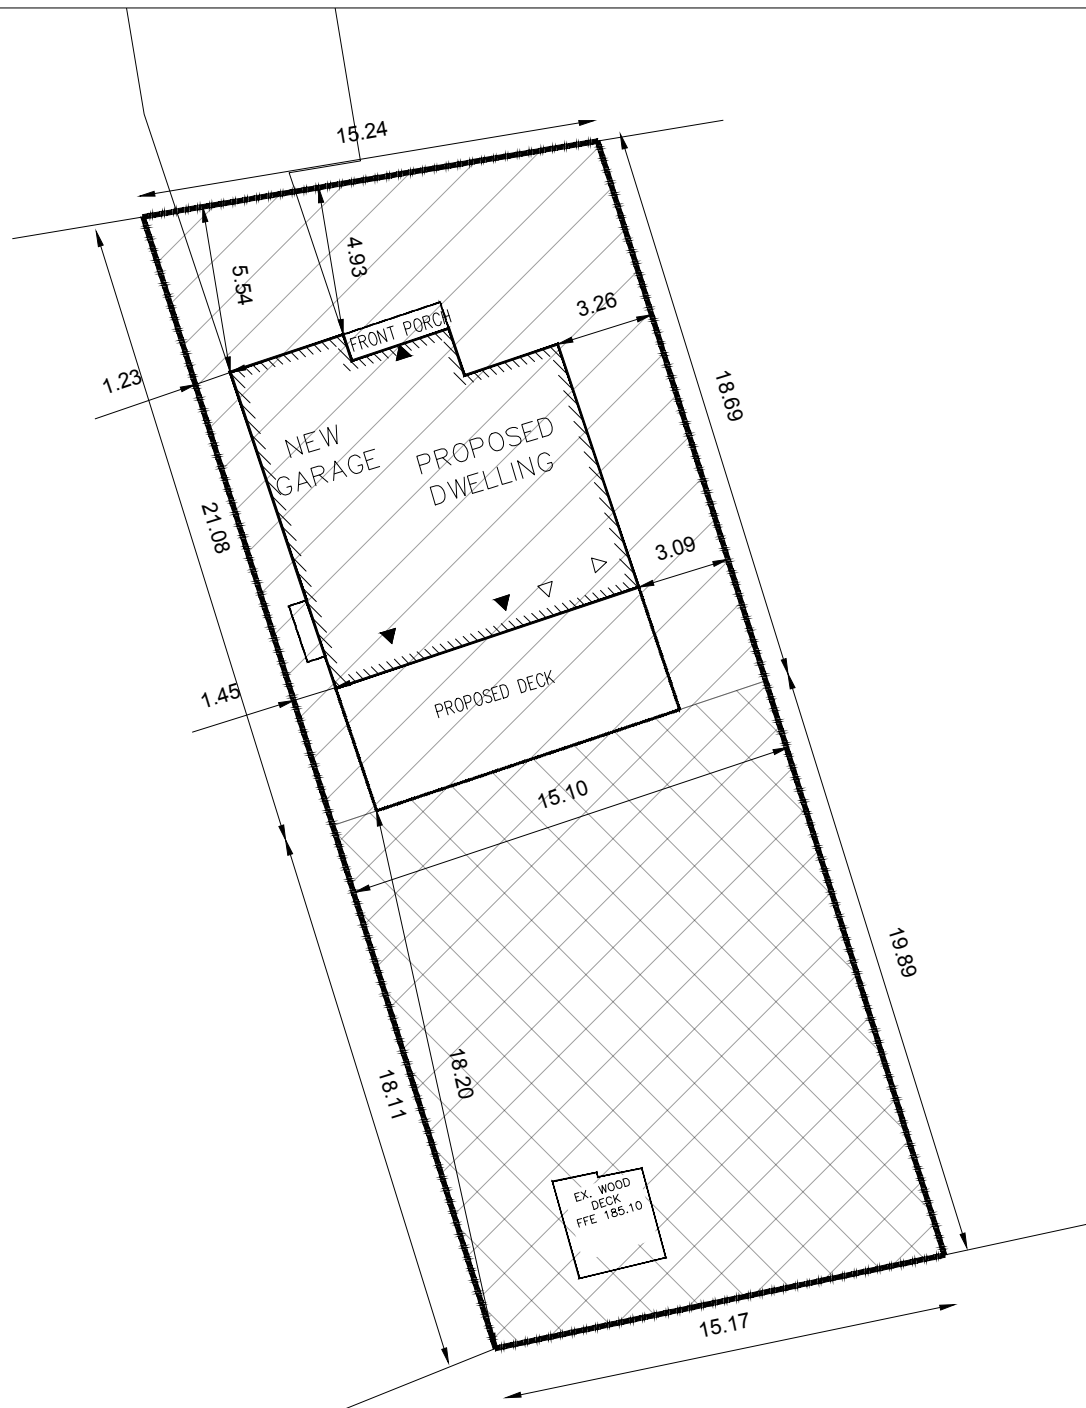 15.24
5.54
4.93
FRONT PORCH
3.26
1.23
18.69
NEW
GARAGE
PROPOSED
DWELLING
21.08
3.09
1.45
PROPOSED DECK
15.10
19.89
18.11
18.20
EX. WOOD
DECK
FFE 185.10
15.17